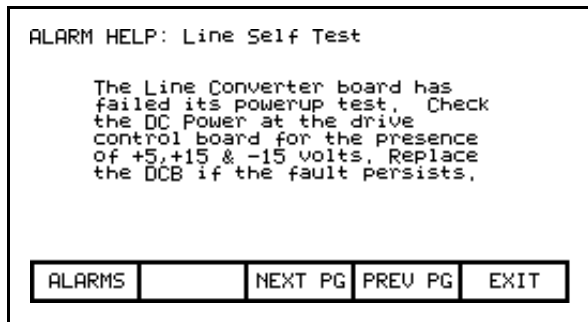 ALARM HELP: Line Self Test
The Line Converter board has
failed its powerup test.  Check
the DC Power at the drive
control board for the presence
of +5,+15 & -15 volts. Replace
the DCB if the fault persists.
ALARMS NEXT PG PREV PG EXIT